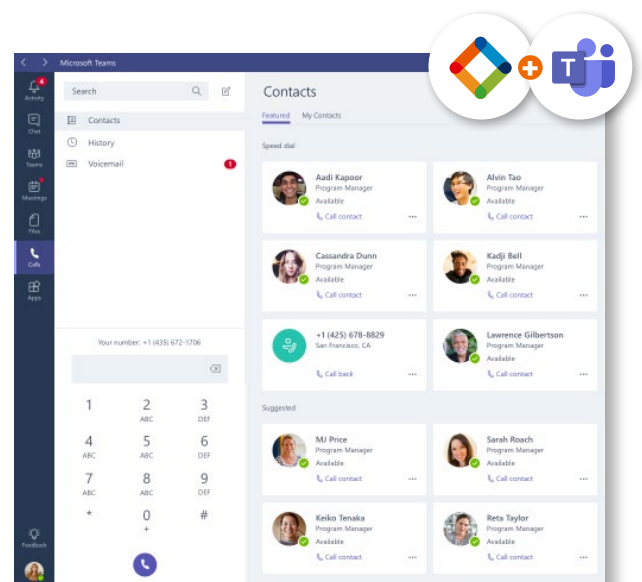 Microsoft Teams
4
Activity
Chat
Teams
Meetings
Files
Calls
Apps
Feedback
Search
Contacts
History
Voicemail
1
Your number: +1 (435) 672-1706
1 2 3
ABC DEF
4 5 6
ABC ABC DEF
7 8 9
ABC ABC DEF
* 0 #
+
Contacts
Featured My Contacts
Speed dial
Aadi Kapoor
Program Manager
Available
Call contact
Alvin Tao
Program Manager
Available
Call contact
Cassandra Dunn
Program Manager
Available
Call contact
Kadji Bell
Program Manager
Available
Call contact
+1 (425) 678-8829
San Francisco, CA
Call back
Lawrence Gilbertson
Program Manager
Available
Call contact
Suggested
MJ Price
Program Manager
Available
Call contact
Sarah Roach
Program Manager
Available
Call contact
Keiko Tenaka
Program Manager
Available
Call contact
Reta Taylor
Program Manager
Available
Call contact
+
T